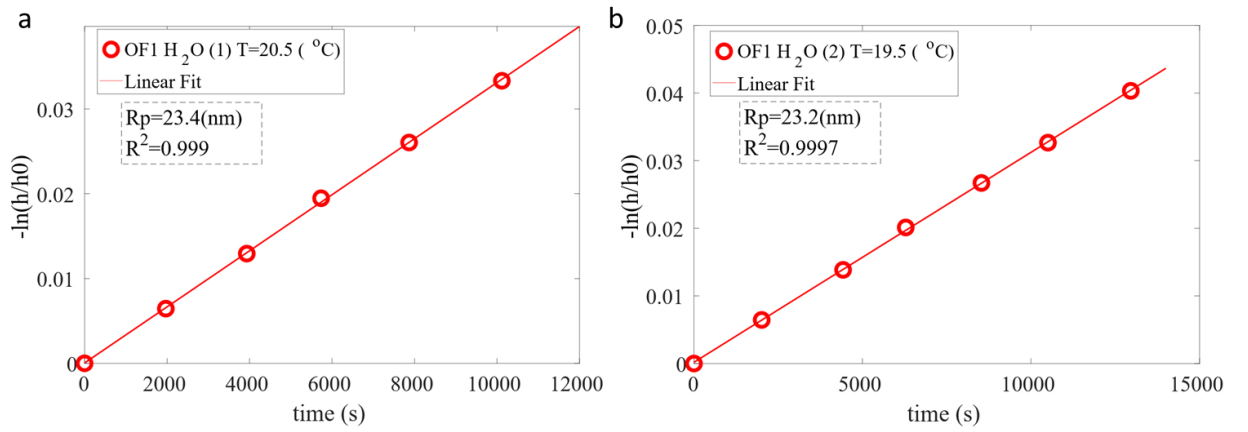 a
OF1 H2O (1) T=20.5 ( °C)
Linear Fit
Rp=23.4(nm)
R²=0.999
-ln(h/h0)
0.03
0.02
0.01
0
0 2000 4000 6000 8000 10000 12000
time (s)
b
OF1 H2O (2) T=19.5 ( °C)
Linear Fit
Rp=23.2(nm)
R²=0.9997
-ln(h/h0)
0.05
0.04
0.03
0.02
0.01
0
0 5000 10000 15000
time (s)